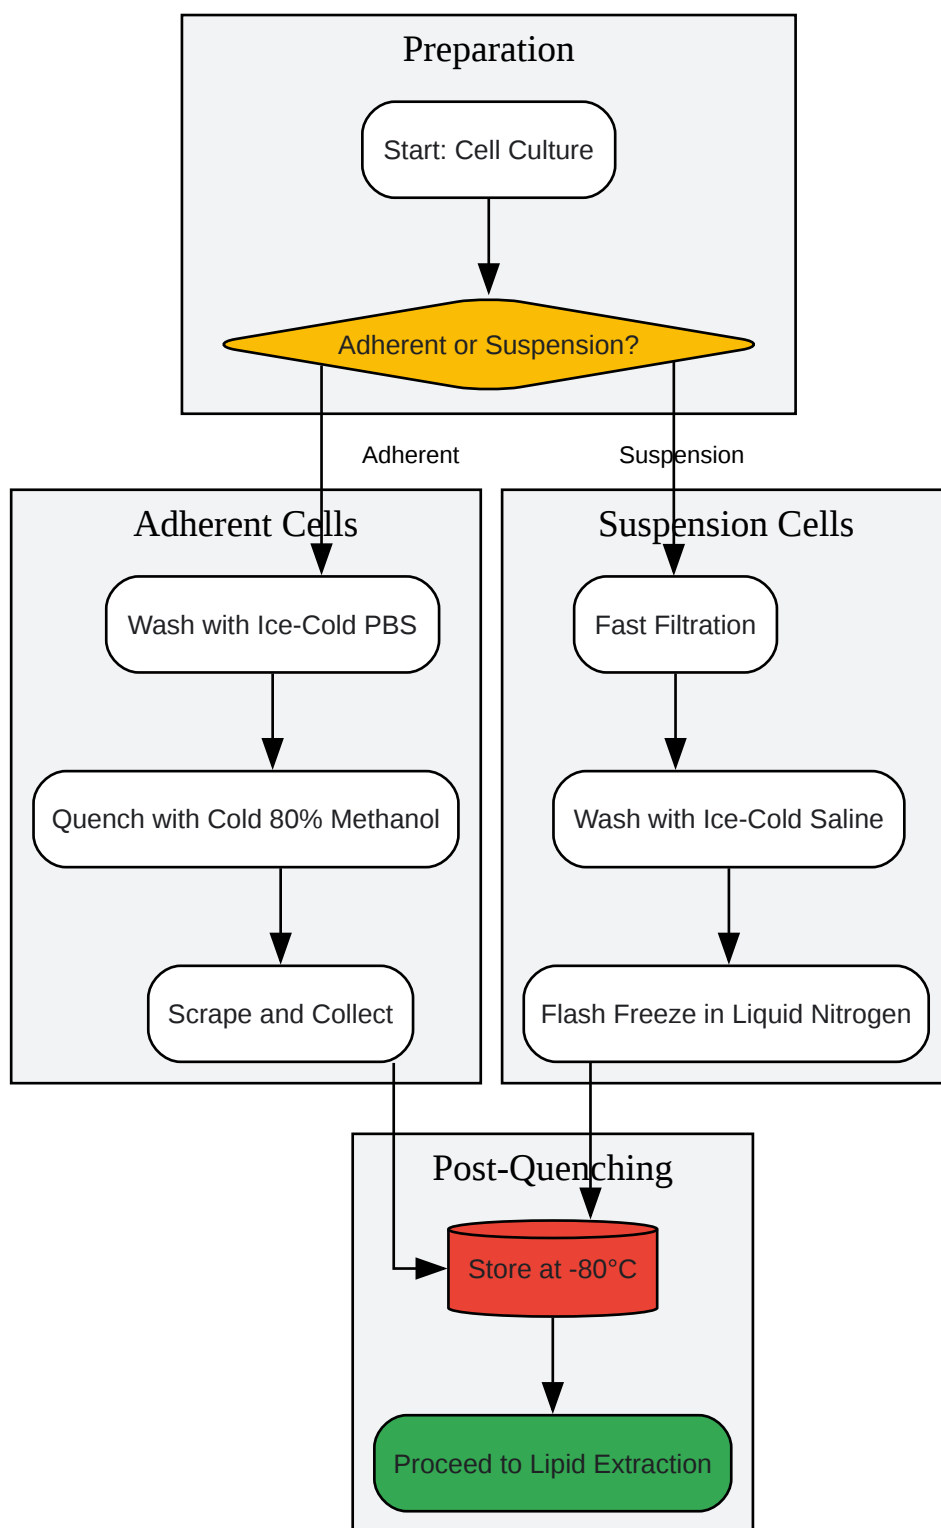 Preparation
Start: Cell Culture
Adherent or Suspension?
Adherent
Suspension
Adherent Cells
Suspension Cells
Wash with Ice-Cold PBS
Fast Filtration
Quench with Cold 80% Methanol
Wash with Ice-Cold Saline
Scrape and Collect
Flash Freeze in Liquid Nitrogen
Post-Quenching
Store at -80°C
Proceed to Lipid Extraction